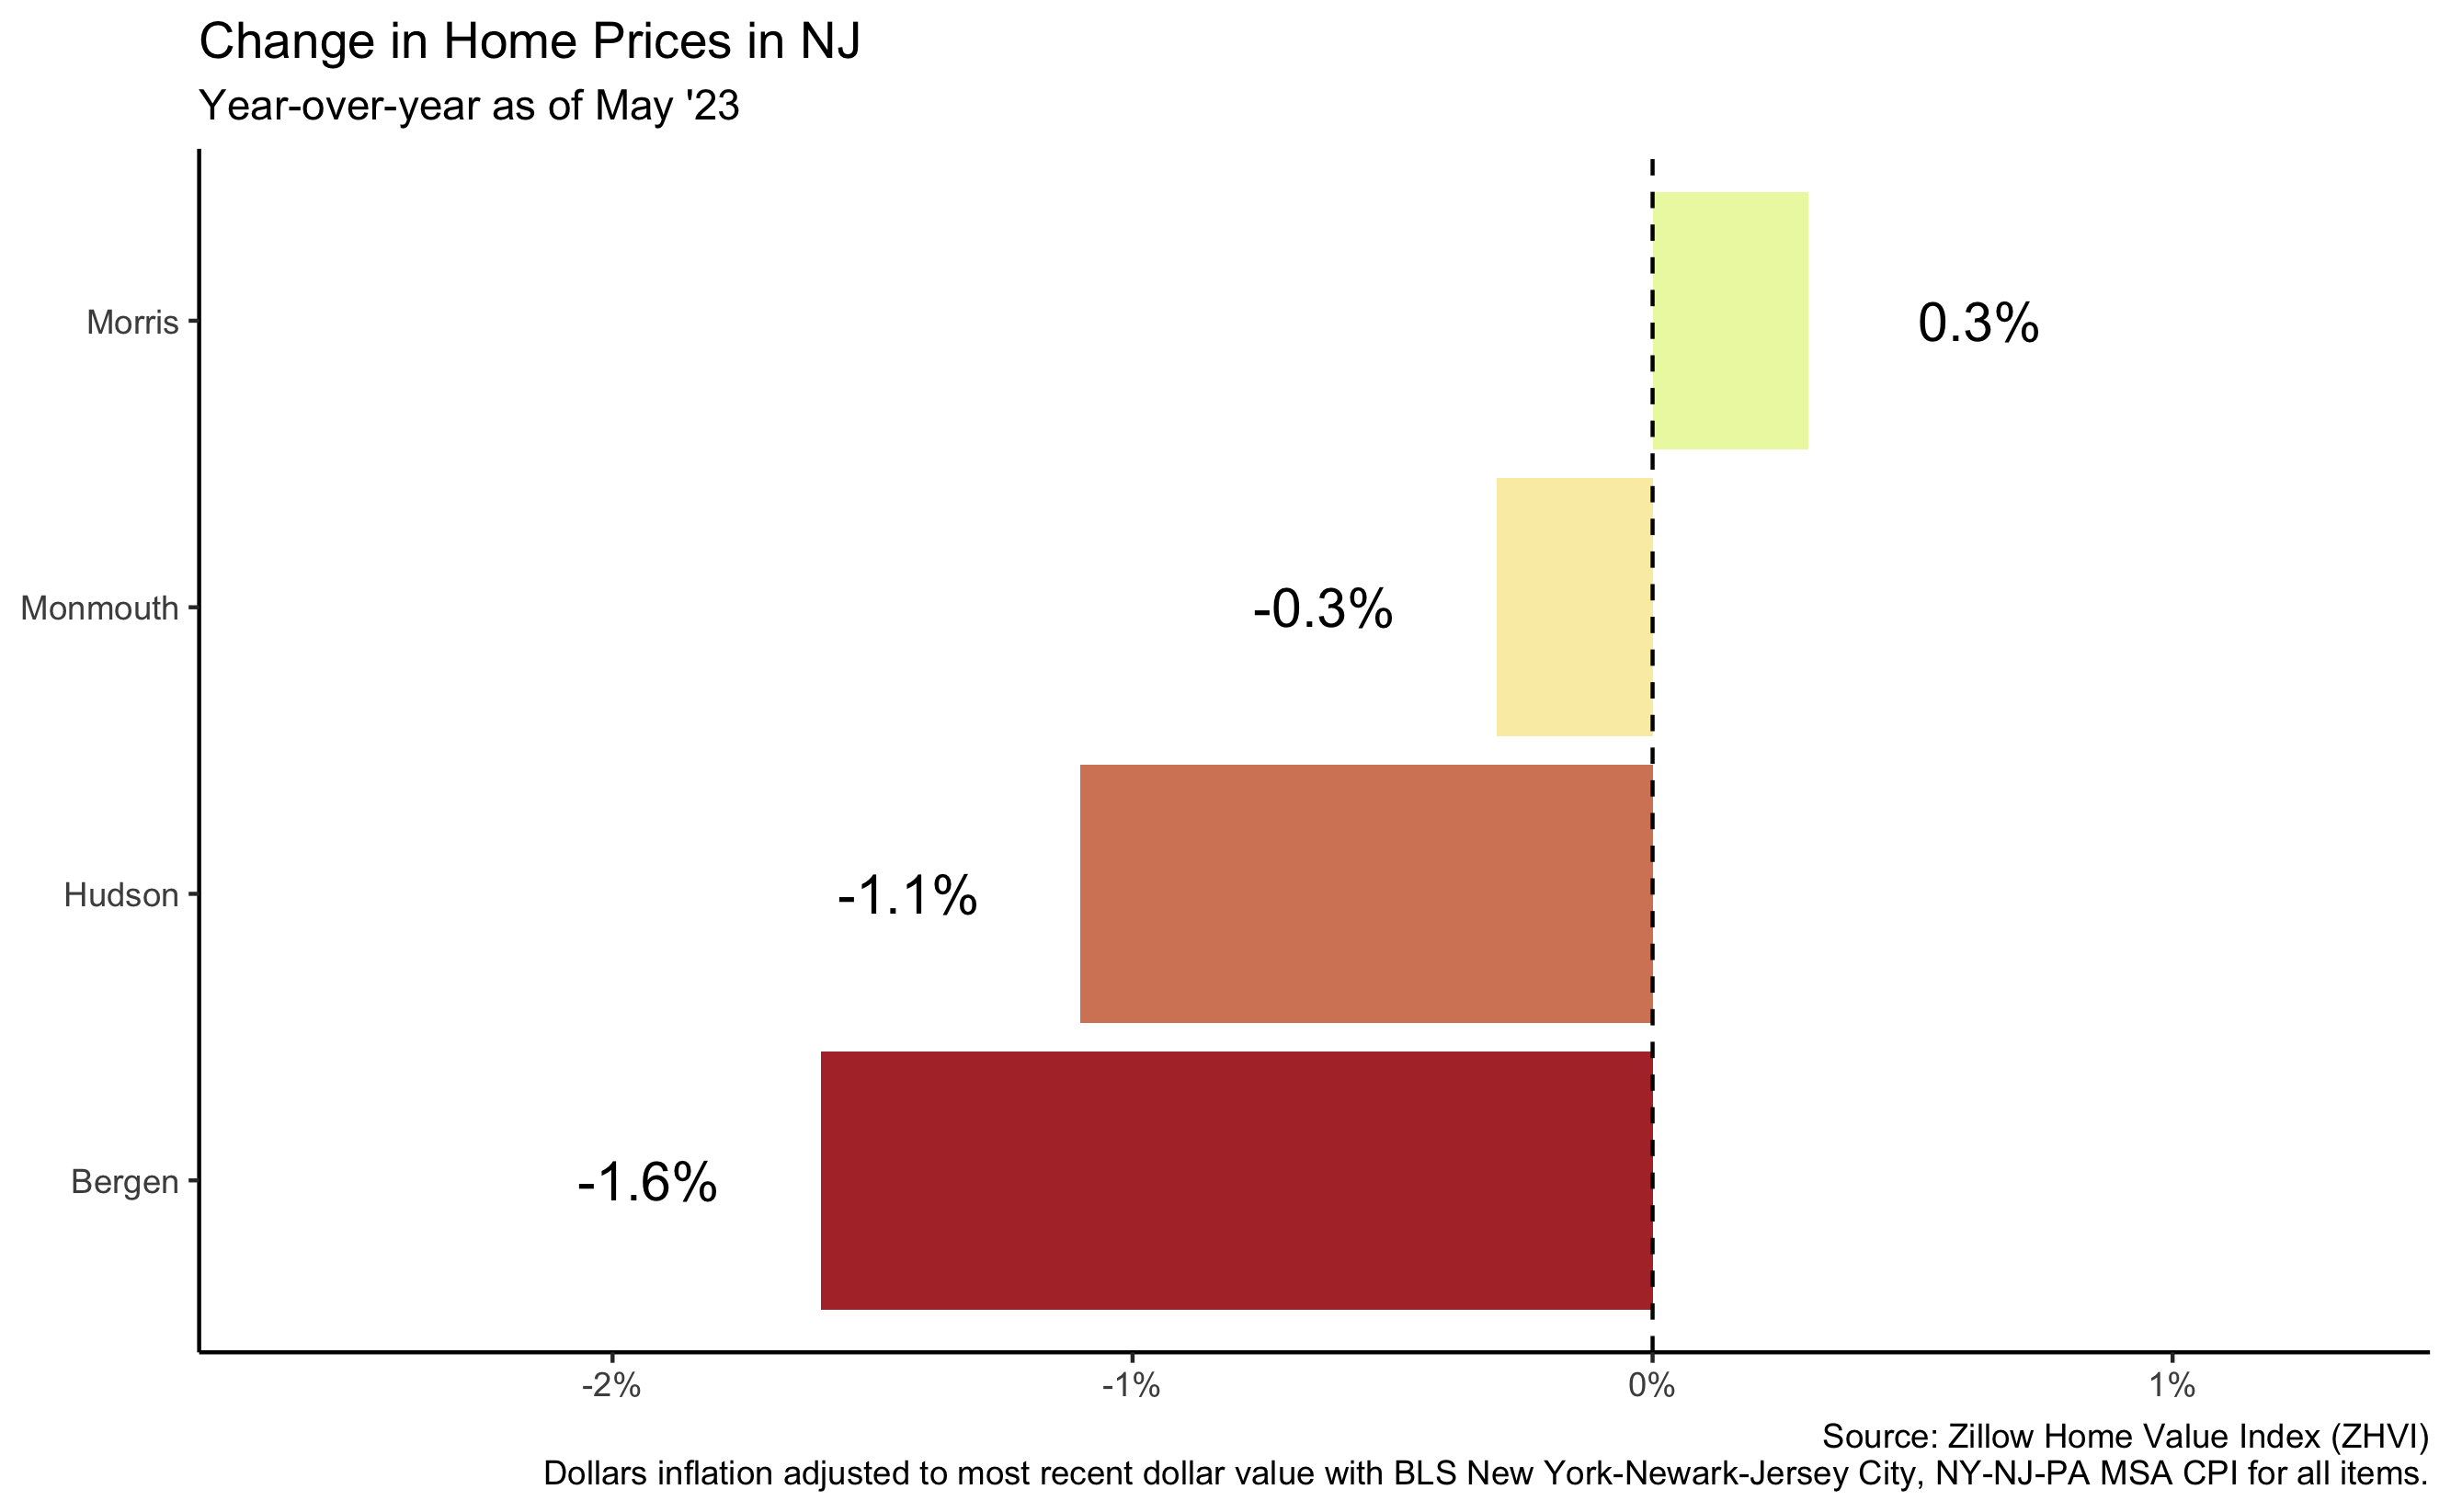 Change in Home Prices in NJ
Year-over-year as of May '23
Morris
0.3%
Monmouth
-0.3%
Hudson
-1.1%
Bergen
-1.6%
-2%
-1%
0%
1%
Source: Zillow Home Value Index (ZHVI)
Dollars inflation adjusted to most recent dollar value with BLS New York-Newark-Jersey City, NY-NJ-PA MSA CPI for all items.